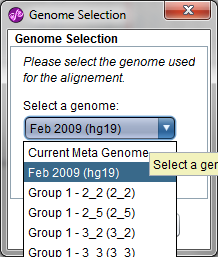 Genome Selection
Genome Selection
Please select the genome used
for the alignement.
Select a genome:
Feb 2009 (hg19)
Current Meta Genome
Feb 2009 (hg19)
Select a gen
Group 1 - 2_2 (2_2)
Group 1 - 2_5 (2_5)
Group 1 - 3_2 (3_2)
Group 1 - 3_3 (3_3)